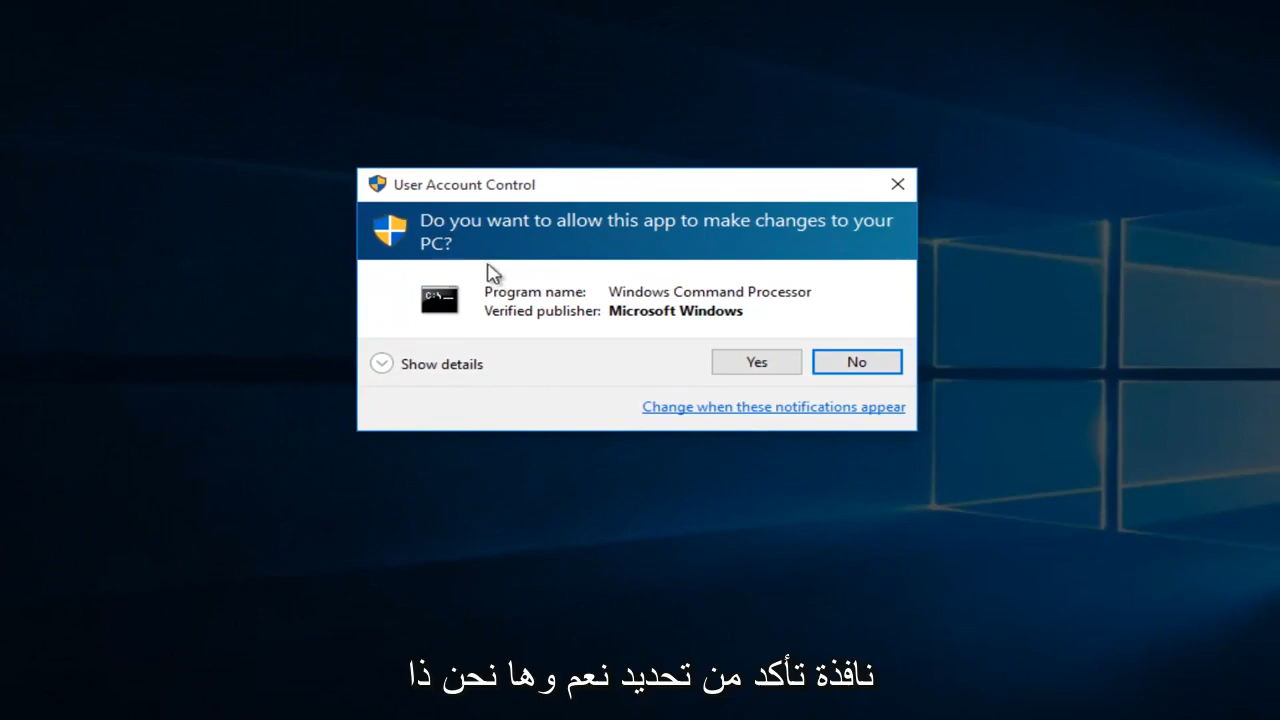 User Account Control
Do you want to allow this app to make changes to your
PC?
C:\_
Program name: Windows Command Processor
Verified publisher: Microsoft Windows
Show details
Yes
No
Change when these notifications appear
نافذة تأكد من تحديد نعم وها نحن ذا